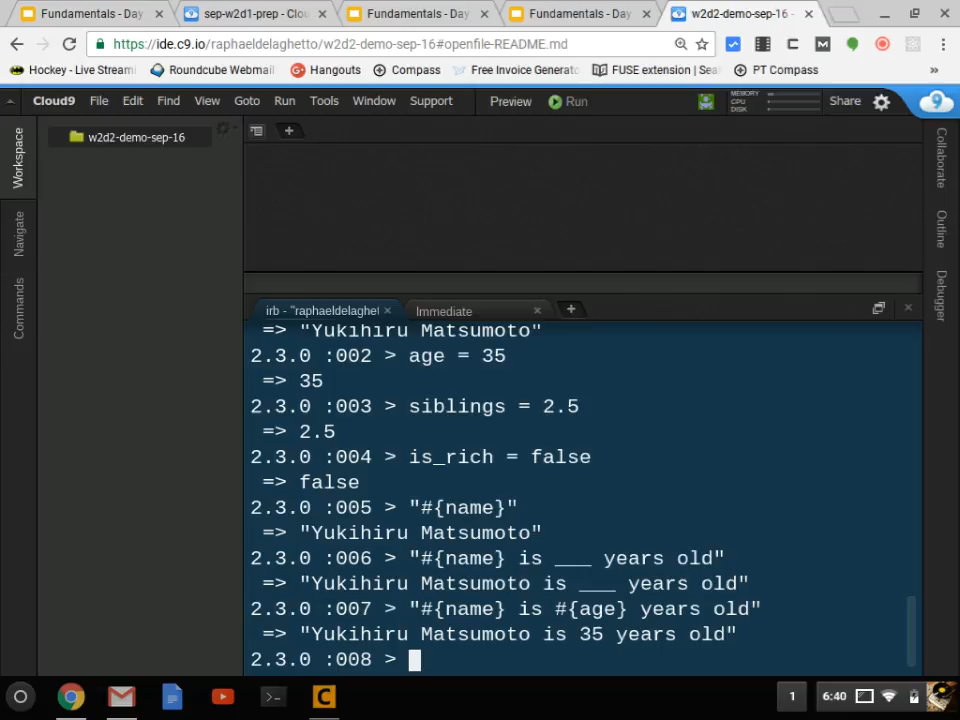 Fundamentals - Day
sep-w2d1-prep - Clou
Fundamentals - Day
Fundamentals - Day
w2d2-demo-sep-16 -
https://ide.c9.io/raphaeldelaghetto/w2d2-demo-sep-16#openfile-README.md
Hockey - Live Streami
Roundcube Webmail
Hangouts
Compass
Free Invoice Generato
FUSE extension | Sea
PT Compass
»
Cloud9 File Edit Find View Goto Run Tools Window Support Preview Run
MEMORY
CPU
DISK
Share
9
Workspace
Navigate
Commands
w2d2-demo-sep-16
Collaborate
Outline
Debugger
irb - "raphaeldelaghet
Immediate
=> "Yukihiru Matsumoto"
2.3.0 :002 > age = 35
=> 35
2.3.0 :003 > siblings = 2.5
=> 2.5
2.3.0 :004 > is_rich = false
=> false
2.3.0 :005 > "#{name}"
=> "Yukihiru Matsumoto"
2.3.0 :006 > "#{name} is ___ years old"
=> "Yukihiru Matsumoto is ___ years old"
2.3.0 :007 > "#{name} is #{age} years old"
=> "Yukihiru Matsumoto is 35 years old"
2.3.0 :008 >
1
6:40